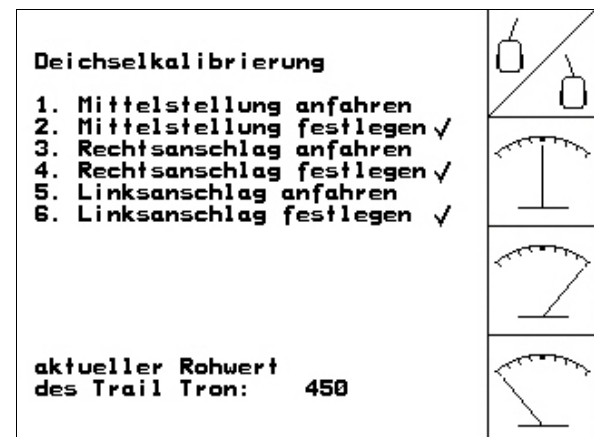 Deichselkalibrierung
1. Mittelstellung anfahren
2. Mittelstellung festlegen ✓
3. Rechtsanschlag anfahren
4. Rechtsanschlag festlegen ✓
5. Linksanschlag anfahren
6. Linksanschlag festlegen ✓
aktueller Rohwert
des Trail Tron: 450